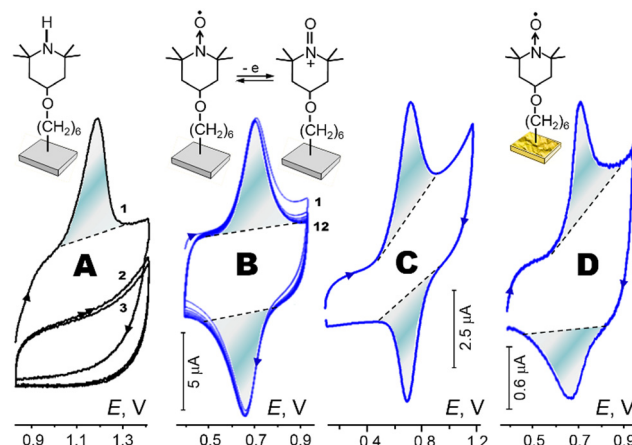 H
N
O
(CH₂)₆
1
A
2
3
E, V
0.9 1.1 1.3
O
N
O
(CH₂)₆
- e
O
N
+
O
(CH₂)₆
1
12
B
5 µA
E, V
0.5 0.7 0.9
C
2.5 µA
E, V
0.4 0.8 1.2
O
N
O
(CH₂)₆
D
0.6 µA
E, V
0.5 0.7 0.9